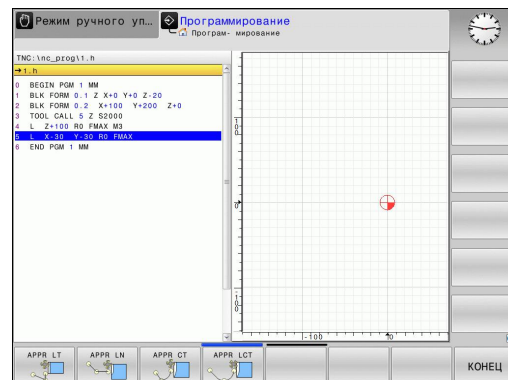 Режим ручного уп…
Программирование
Програм- мирование
TNC:\nc_prog\1.h
→1.h
0 BEGIN PGM 1 MM
1 BLK FORM 0.1 Z X+0 Y+0 Z-20
2 BLK FORM 0.2 X+100 Y+200 Z+0
3 TOOL CALL 5 Z S2000
4 L Z+100 R0 FMAX M3
5 L X-30 Y-30 R0 FMAX
6 END PGM 1 MM
100
0
-100
-100
APPR LT
APPR LN
APPR CT
APPR LCT
КОНЕЦ